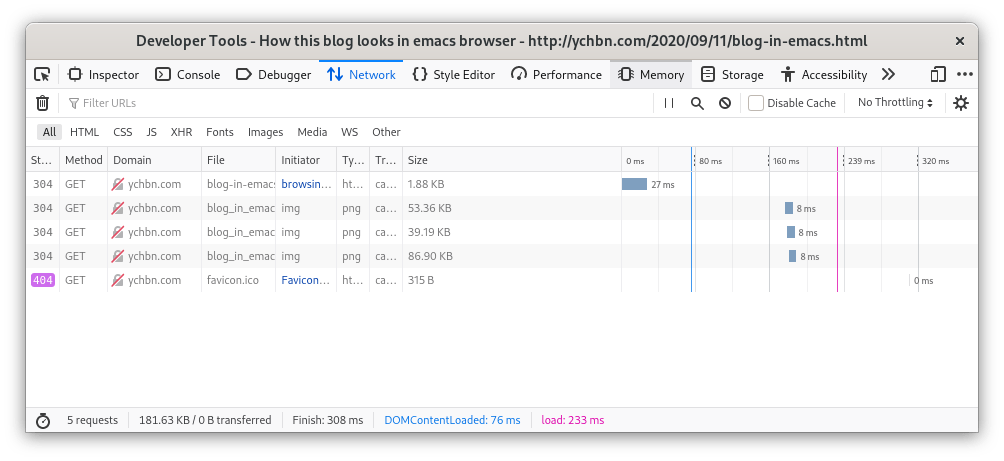 Developer Tools - How this blog looks in emacs browser - http://ychbn.com/2020/09/11/blog-in-emacs.html ×
Inspector Console Debugger Network Style Editor Performance Memory Storage Accessibility
Filter URLs Disable Cache No Throttling
All HTML CSS JS XHR Fonts Images Media WS Other
St... Method Domain File Initiator Ty... Tr... Size 0 ms 80 ms 160 ms 239 ms 320 ms
304 GET ychbn.com blog-in-emacs browsin... ht... ca... 1.88 KB 27 ms
304 GET ychbn.com blog_in_emac img png ca... 53.36 KB 8 ms
304 GET ychbn.com blog_in_emac img png ca... 39.19 KB 8 ms
304 GET ychbn.com blog_in_emac img png ca... 86.90 KB 8 ms
404 GET ychbn.com favicon.ico Favicon... ht... ca... 315 B 0 ms
5 requests 181.63 KB / 0 B transferred Finish: 308 ms DOMContentLoaded: 76 ms load: 233 ms